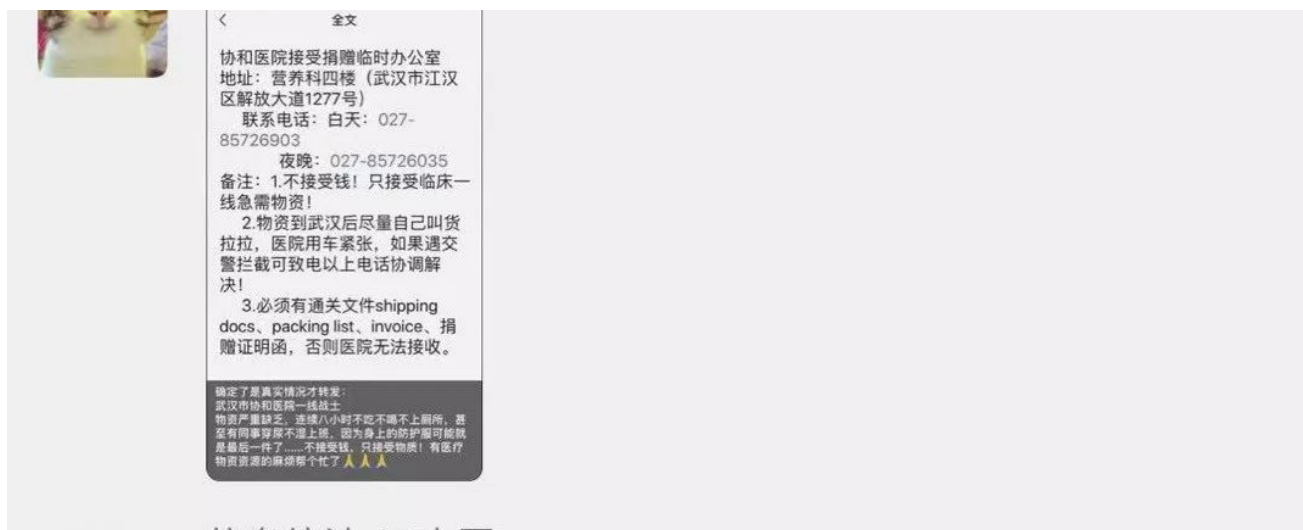 全文
协和医院接受捐赠临时办公室
地址：营养科四楼（武汉市江汉
区解放大道1277号）
联系电话：白天：027-
85726903
夜晚：027-85726035
备注：1.不接受钱！只接受临床一
线急需物资！
2.物资到武汉后尽量自己叫货
拉拉，医院用车紧张，如果遇交
警拦截可致电以上电话协调解
决！
3.必须有通关文件shipping
docs、packing list、invoice、捐
赠证明函，否则医院无法接收。
确定了是真实情况才转发：
武汉市协和医院一线战士
物资严重缺乏，连续八小时不吃不喝不上厕所，甚
至有同事穿尿不湿上班，因为身上的防护服可能就
是最后一件了......不接受钱，只接受物质！有医疗
物资资源的麻烦帮个忙了🙏🙏🙏